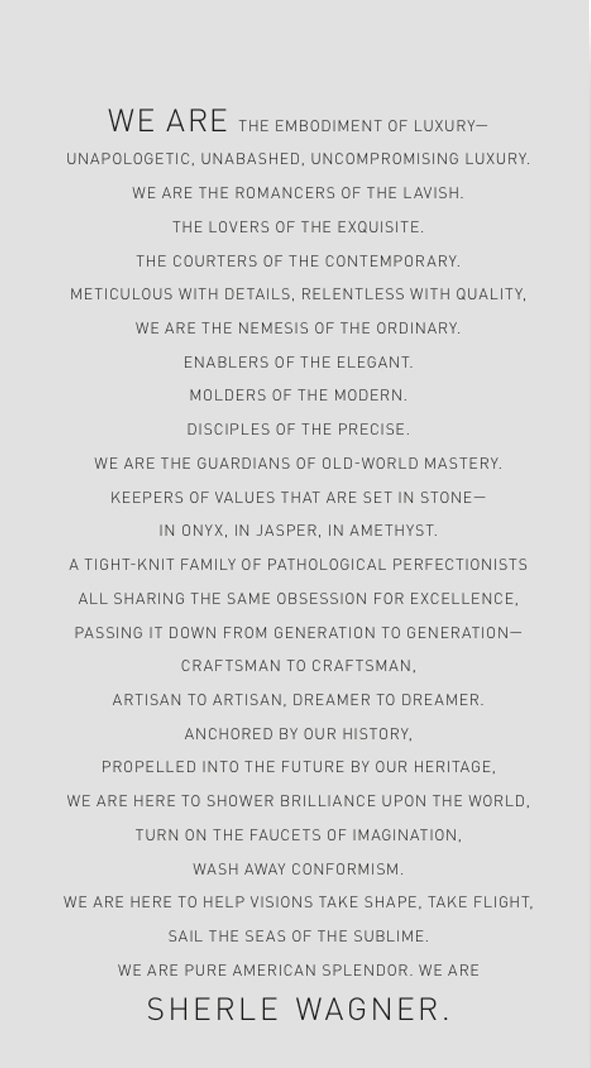 WE ARE THE EMBODIMENT OF LUXURY—
UNAPOLOGETIC, UNABASHED, UNCOMPROMISING LUXURY.
WE ARE THE ROMANCERS OF THE LAVISH.
THE LOVERS OF THE EXQUISITE.
THE COURTERS OF THE CONTEMPORARY.
METICULOUS WITH DETAILS, RELENTLESS WITH QUALITY,
WE ARE THE NEMESIS OF THE ORDINARY.
ENABLERS OF THE ELEGANT.
MOLDERS OF THE MODERN.
DISCIPLES OF THE PRECISE.
WE ARE THE GUARDIANS OF OLD-WORLD MASTERY.
KEEPERS OF VALUES THAT ARE SET IN STONE—
IN ONYX, IN JASPER, IN AMETHYST.
A TIGHT-KNIT FAMILY OF PATHOLOGICAL PERFECTIONISTS
ALL SHARING THE SAME OBSESSION FOR EXCELLENCE,
PASSING IT DOWN FROM GENERATION TO GENERATION—
CRAFTSMAN TO CRAFTSMAN,
ARTISAN TO ARTISAN, DREAMER TO DREAMER.
ANCHORED BY OUR HISTORY,
PROPELLED INTO THE FUTURE BY OUR HERITAGE,
WE ARE HERE TO SHOWER BRILLIANCE UPON THE WORLD,
TURN ON THE FAUCETS OF IMAGINATION,
WASH AWAY CONFORMISM.
WE ARE HERE TO HELP VISIONS TAKE SHAPE, TAKE FLIGHT,
SAIL THE SEAS OF THE SUBLIME.
WE ARE PURE AMERICAN SPLENDOR. WE ARE
SHERLE WAGNER.